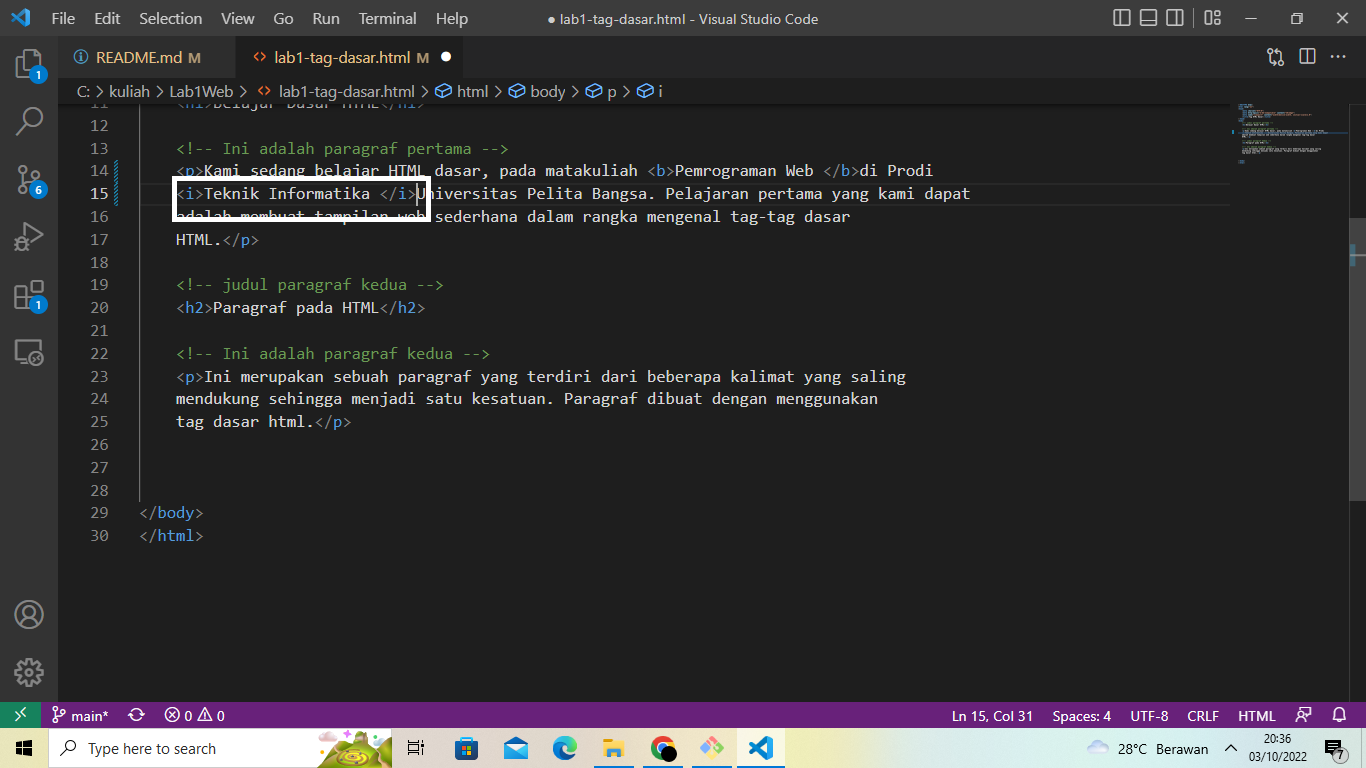 File Edit Selection View Go Run Terminal Help
● lab1-tag-dasar.html - Visual Studio Code
README.md M
<> lab1-tag-dasar.html M ●
C: > kuliah > Lab1Web > <> lab1-tag-dasar.html > html > body > p > i
11 <h1>Belajar Dasar HTML</h1>
12
13 <!-- Ini adalah paragraf pertama -->
14 <p>Kami sedang belajar HTML dasar, pada matakuliah <b>Pemrograman Web </b>di Prodi
15 <i>Teknik Informatika </i>Universitas Pelita Bangsa. Pelajaran pertama yang kami dapat
16 adalah membuat tampilan web sederhana dalam rangka mengenal tag-tag dasar
17 HTML.</p>
18
19 <!-- judul paragraf kedua -->
20 <h2>Paragraf pada HTML</h2>
21
22 <!-- Ini adalah paragraf kedua -->
23 <p>Ini merupakan sebuah paragraf yang terdiri dari beberapa kalimat yang saling
24 mendukung sehingga menjadi satu kesatuan. Paragraf dibuat dengan menggunakan
25 tag dasar html.</p>
26
27
28
29 </body>
30 </html>
1
6
1
main* 0 0 Ln 15, Col 31 Spaces: 4 UTF-8 CRLF HTML
Type here to search
28°C Berawan
20:36
03/10/2022
7